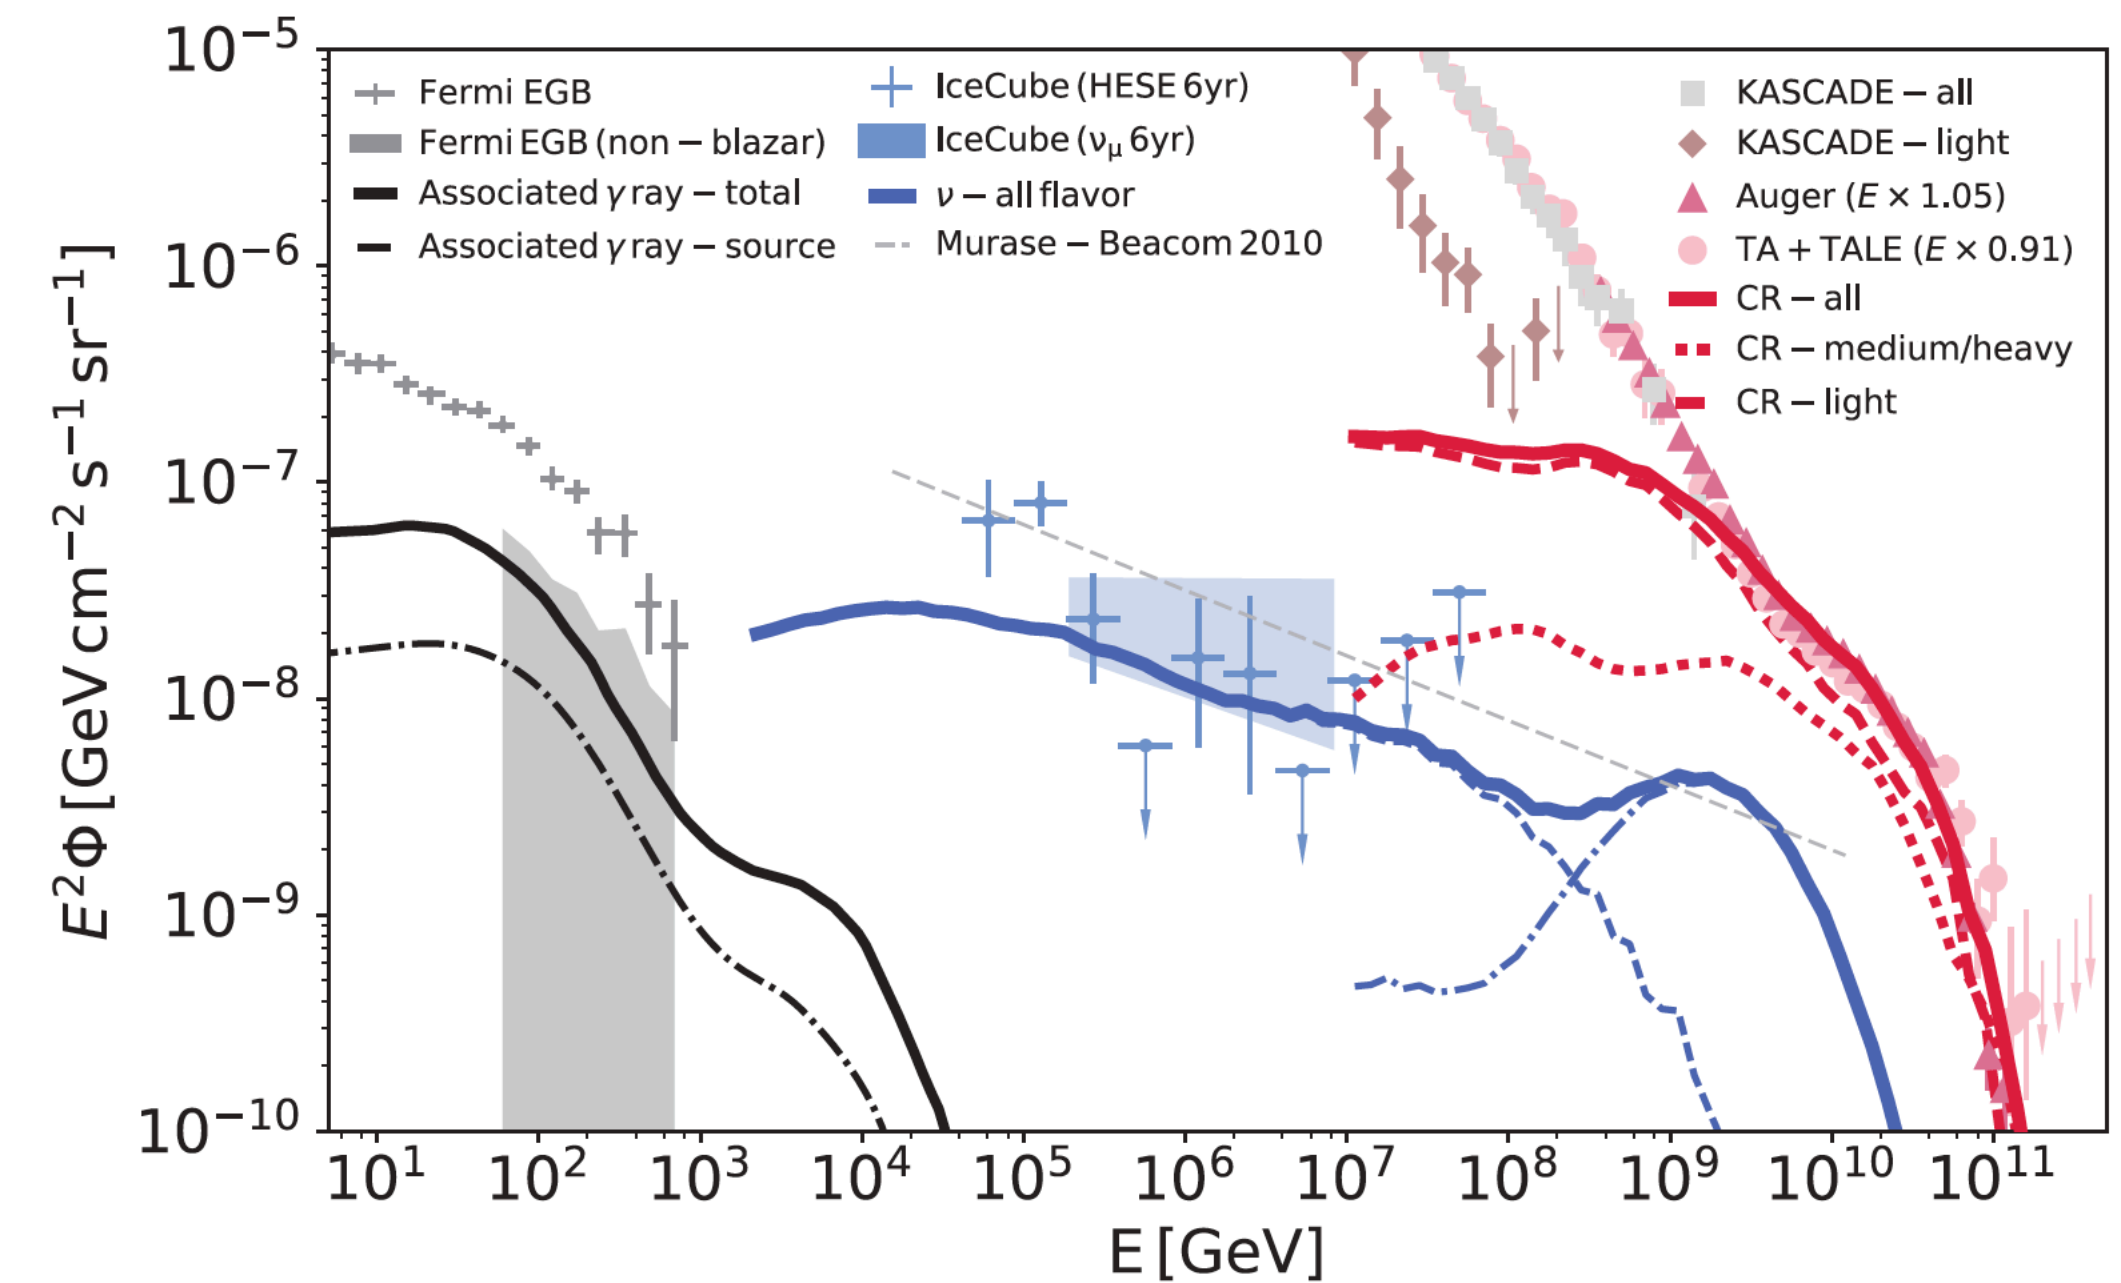 10⁻⁵
10⁻⁶
10⁻⁷
10⁻⁸
10⁻⁹
10⁻¹⁰
E²Φ [GeV cm⁻² s⁻¹ sr⁻¹]
Fermi EGB
Fermi EGB (non − blazar)
Associated γ ray − total
Associated γ ray − source
IceCube (HESE 6yr)
IceCube (νμ 6yr)
ν − all flavor
Murase − Beacom 2010
KASCADE − all
KASCADE − light
Auger (E × 1.05)
TA + TALE (E × 0.91)
CR − all
CR − medium/heavy
CR − light
10¹ 10² 10³ 10⁴ 10⁵ 10⁶ 10⁷ 10⁸ 10⁹ 10¹⁰ 10¹¹
E [GeV]